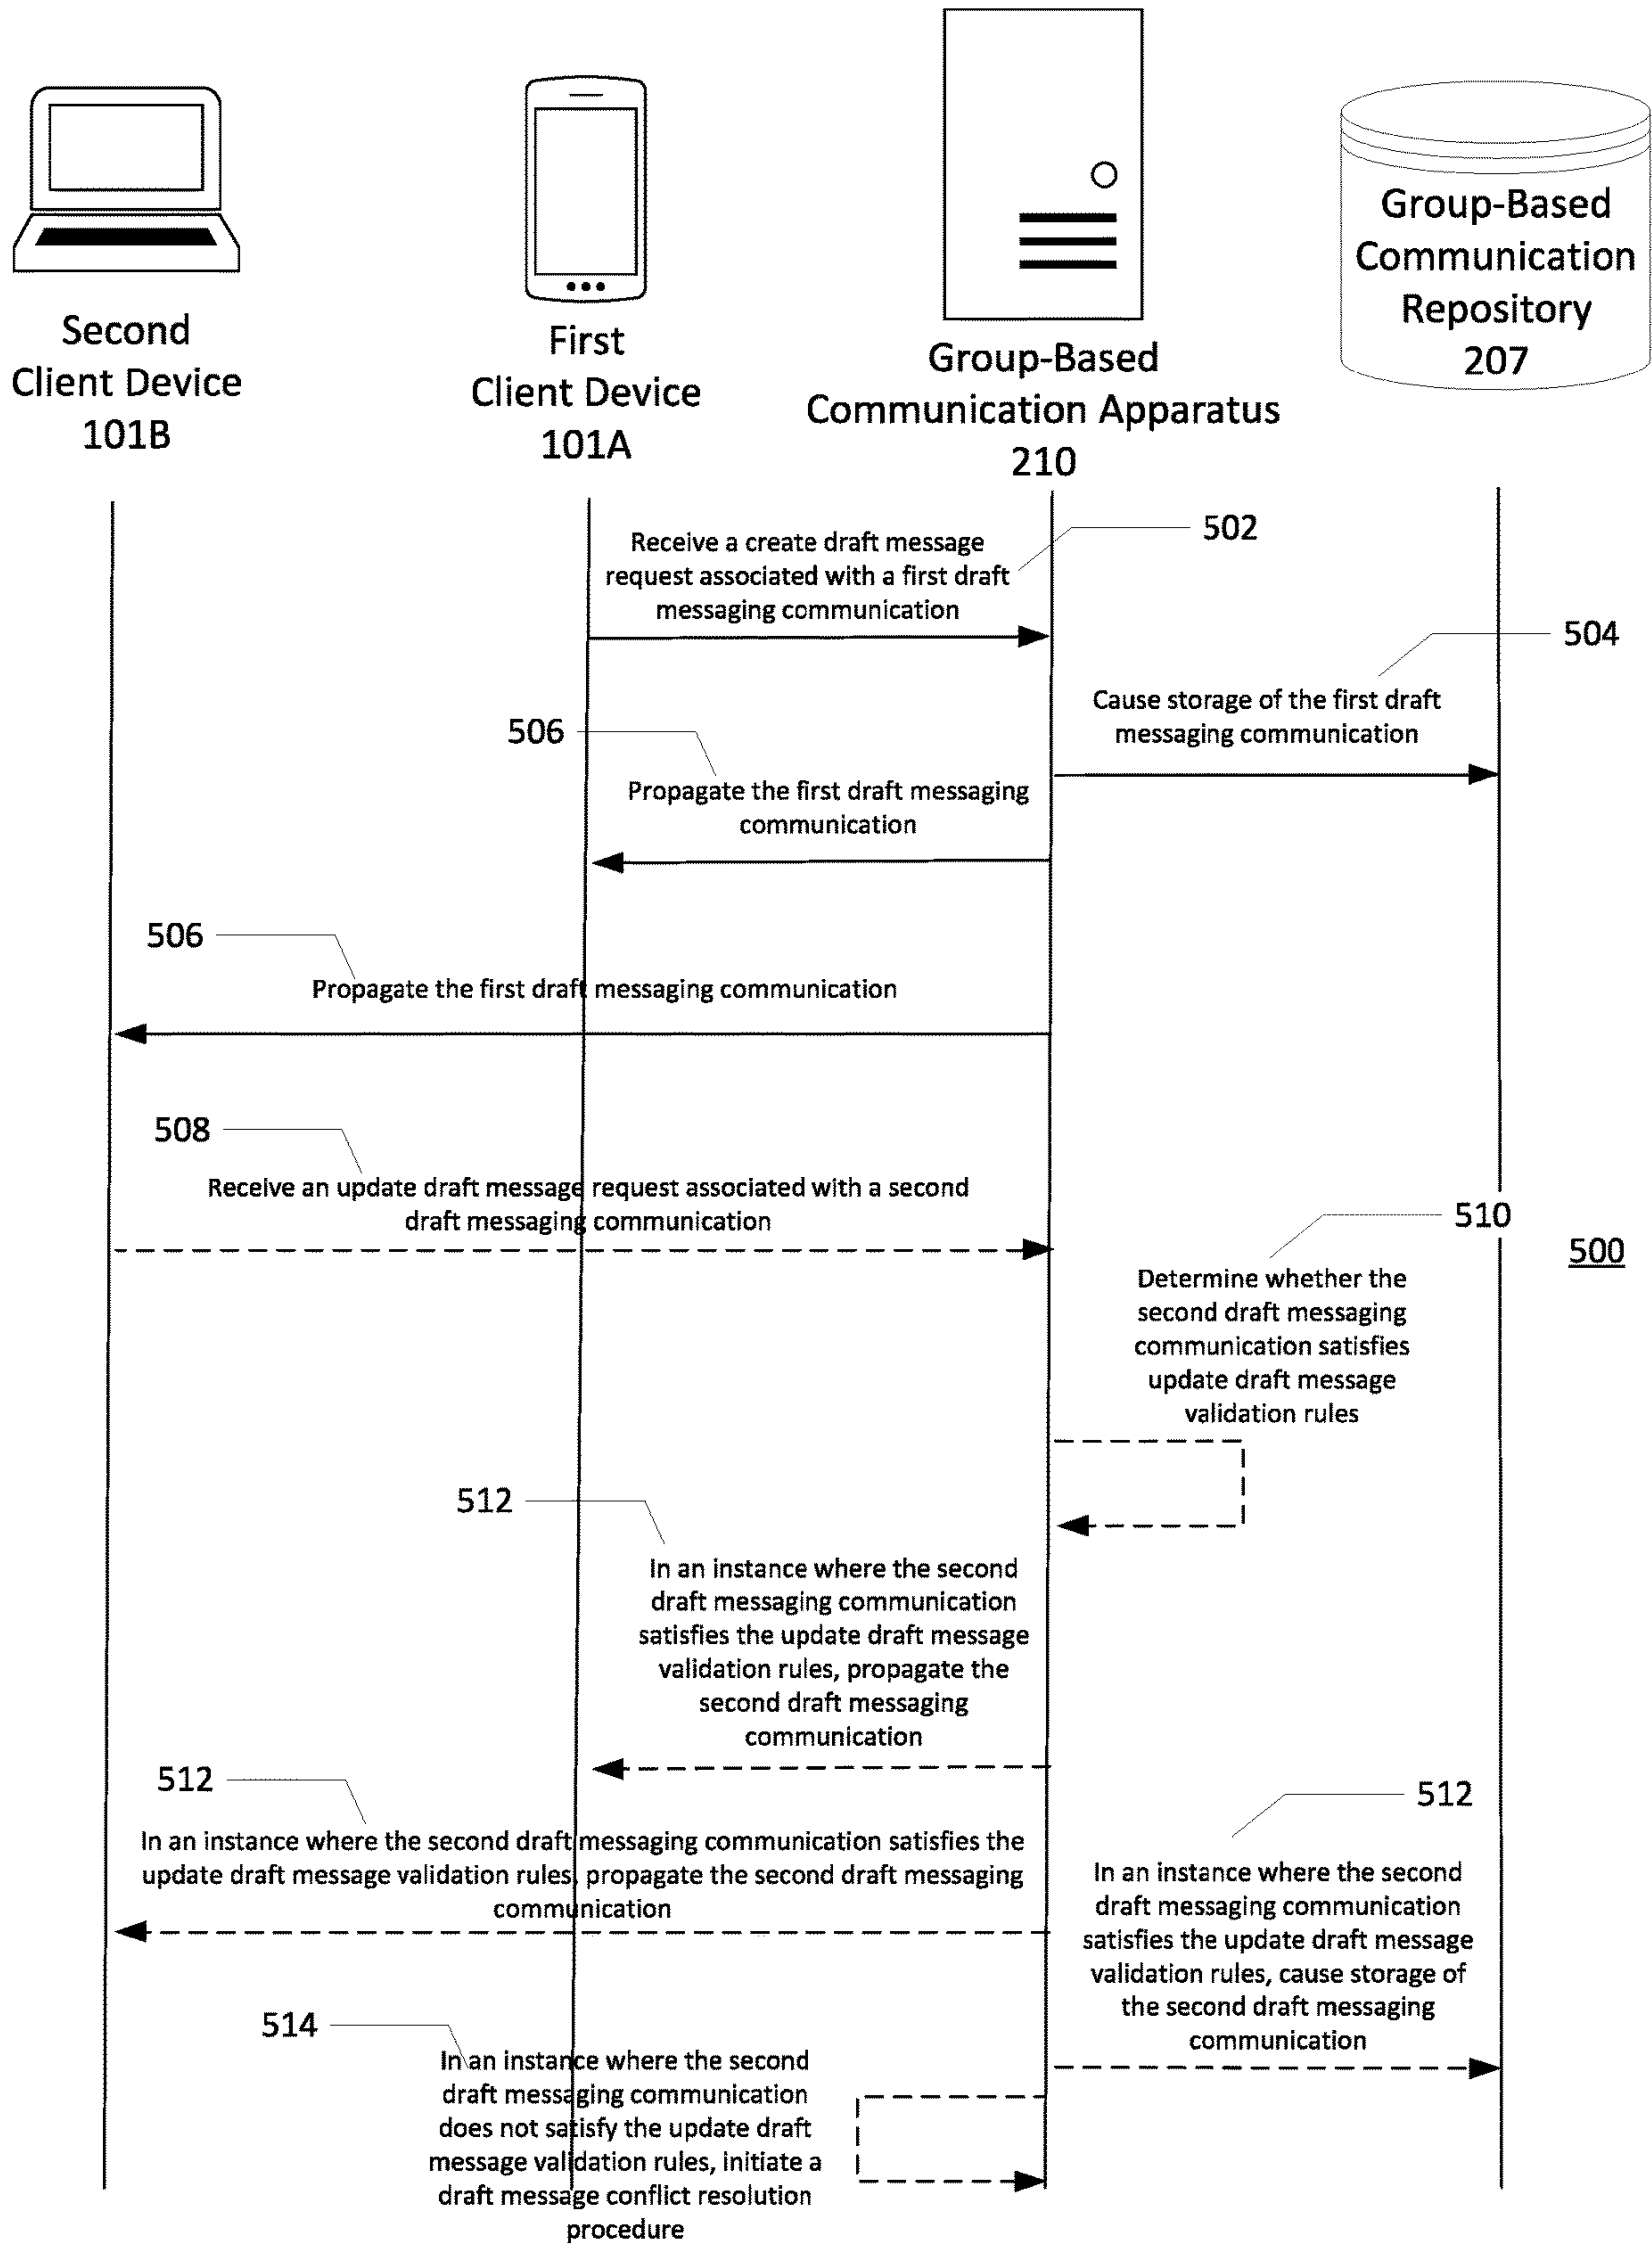 Second
Client Device
101B
First
Client Device
101A
Group-Based
Communication Apparatus
210
Group-Based
Communication
Repository
207
502
Receive a create draft message
request associated with a first draft
messaging communication
504
Cause storage of the first draft
messaging communication
506
Propagate the first draft messaging
communication
506
Propagate the first draft messaging communication
508
Receive an update draft message request associated with a second
draft messaging communication
510
500
Determine whether the
second draft messaging
communication satisfies
update draft message
validation rules
512
In an instance where the second
draft messaging communication
satisfies the update draft message
validation rules, propagate the
second draft messaging
communication
512
In an instance where the second draft messaging communication satisfies the
update draft message validation rules, propagate the second draft messaging
communication
512
In an instance where the second
draft messaging communication
satisfies the update draft message
validation rules, cause storage of
the second draft messaging
communication
514
In an instance where the second
draft messaging communication
does not satisfy the update draft
message validation rules, initiate a
draft message conflict resolution
procedure